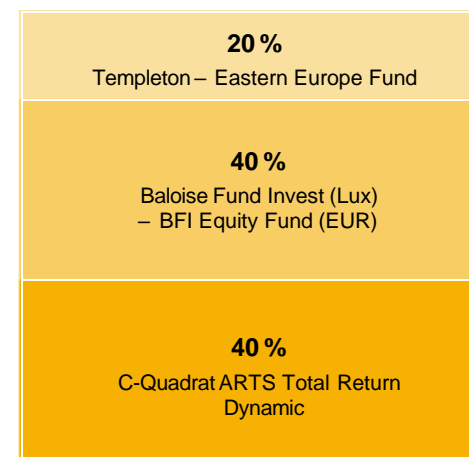 20 %
Templeton – Eastern Europe Fund
40 %
Baloise Fund Invest (Lux)
– BFI Equity Fund (EUR)
40 %
C-Quadrat ARTS Total Return
Dynamic